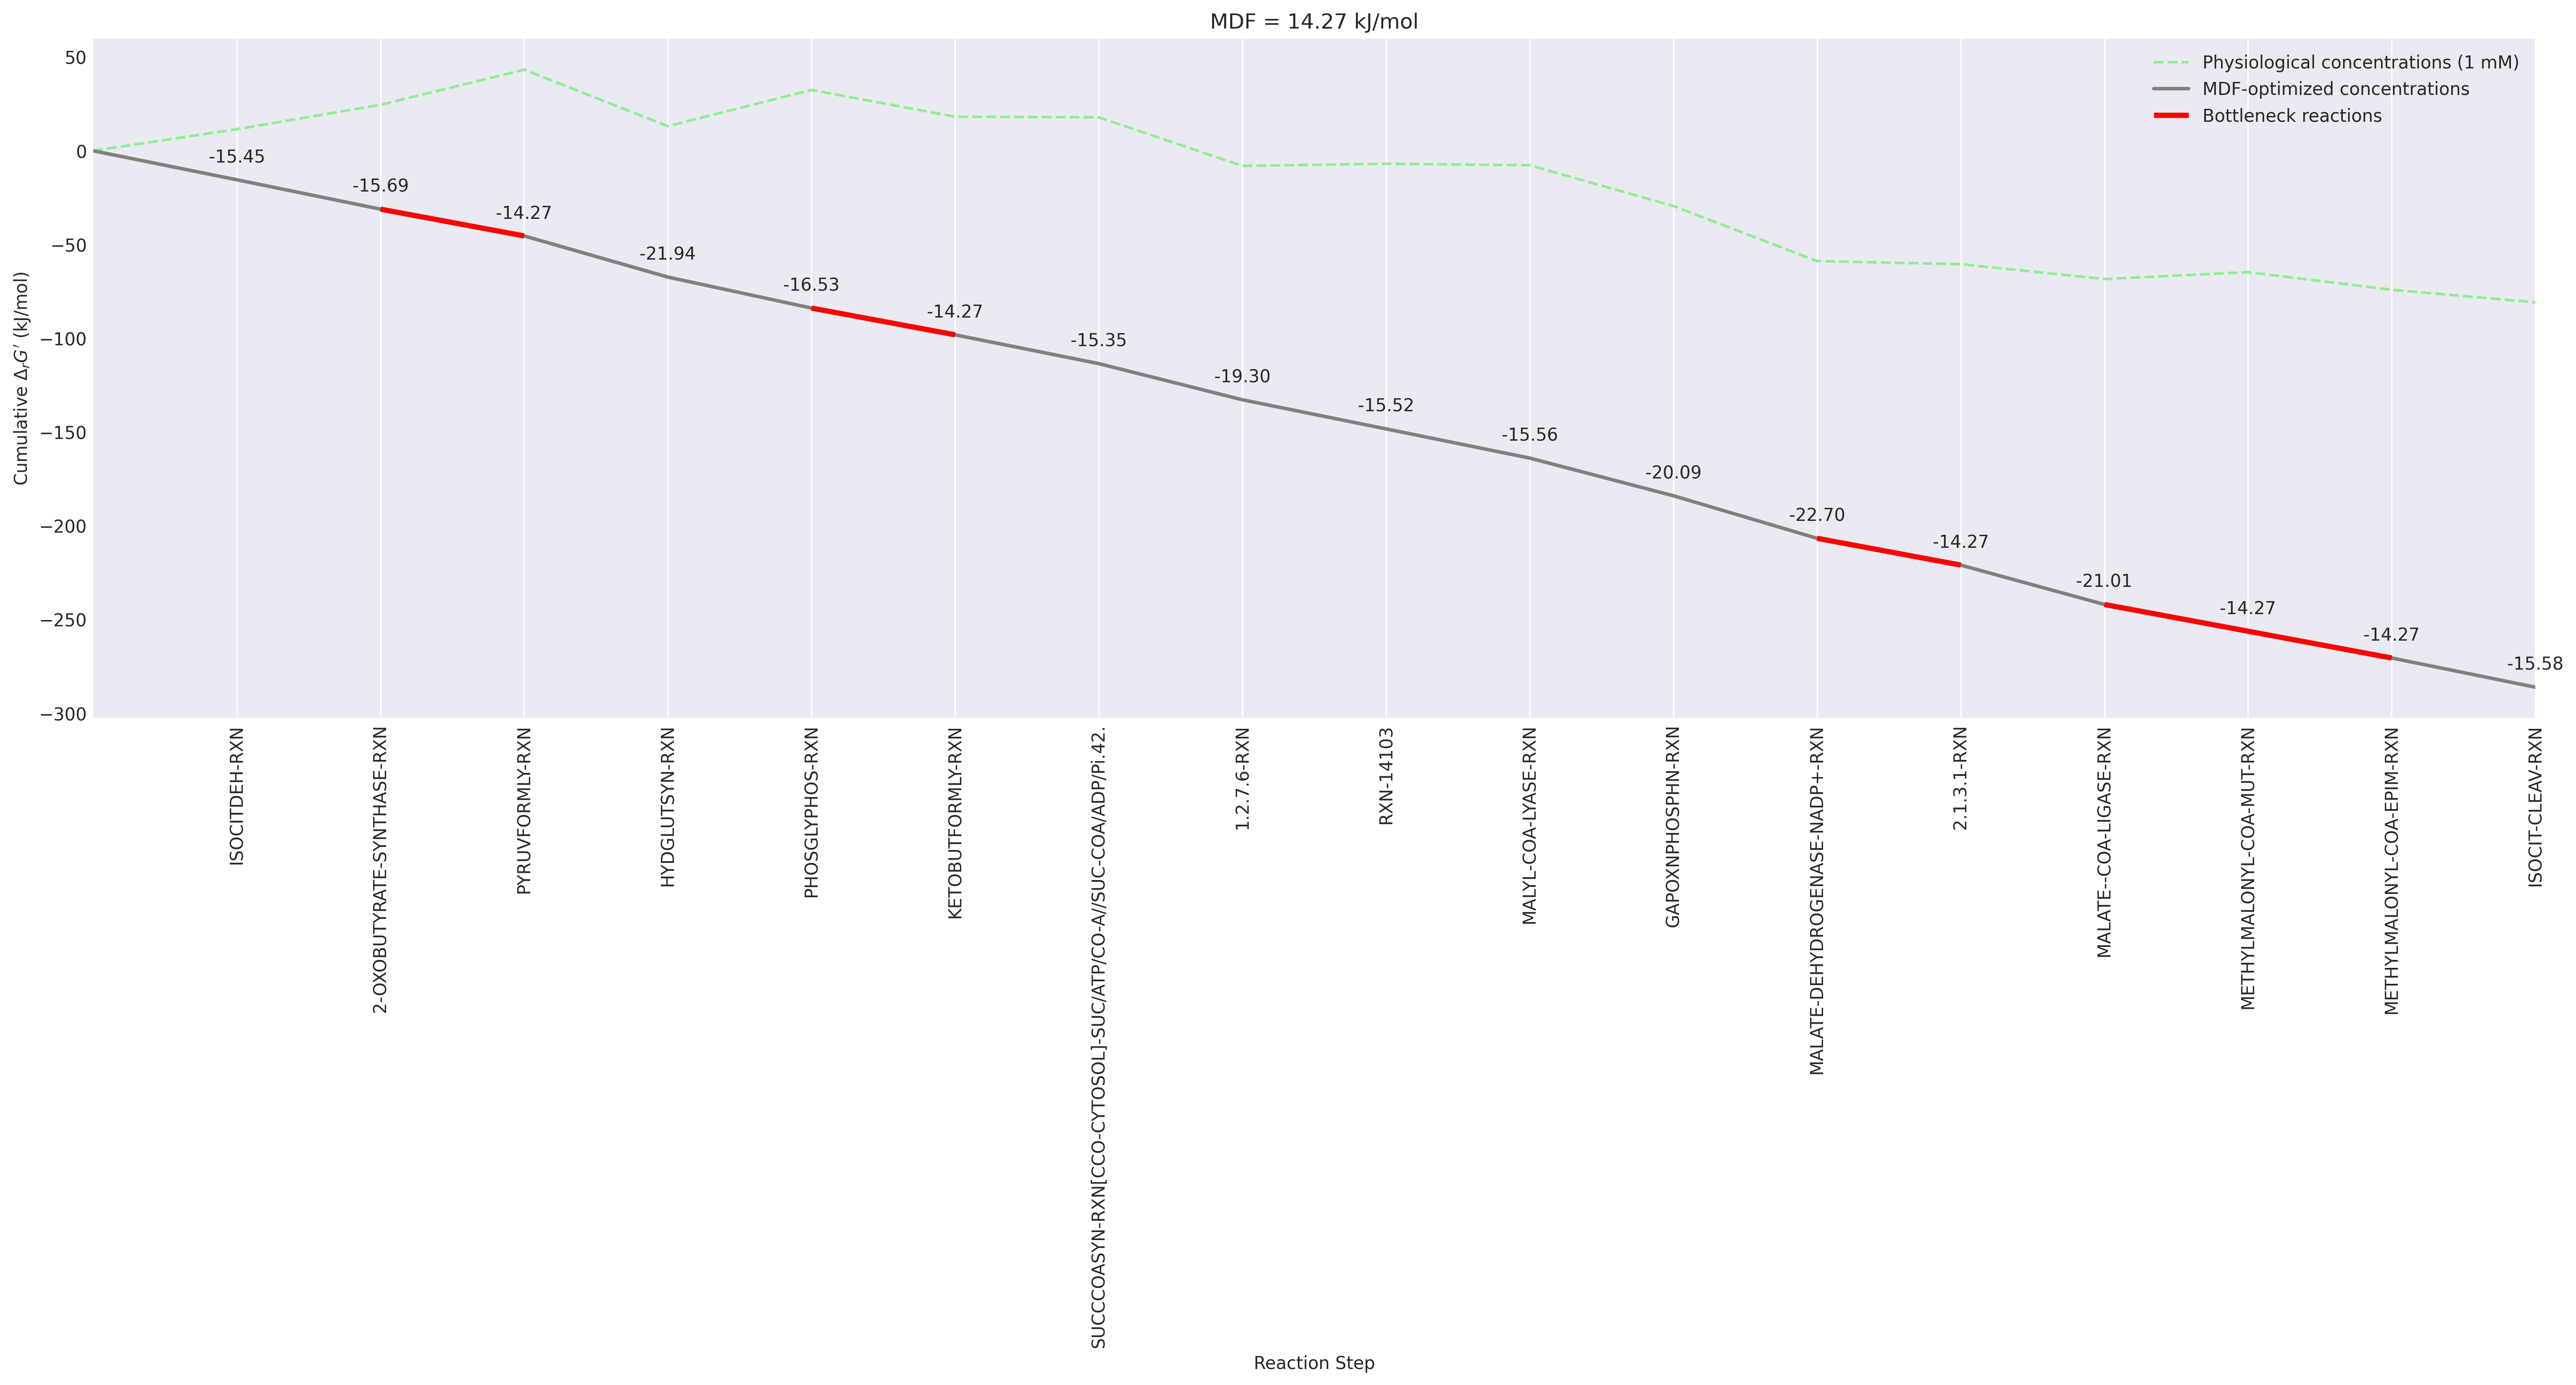 MDF = 14.27 kJ/mol
Physiological concentrations (1 mM)
MDF-optimized concentrations
Bottleneck reactions
Cumulative ΔrG′ (kJ/mol)
50
0
−50
−100
−150
−200
−250
−300
-15.45
-15.69
-14.27
-21.94
-16.53
-14.27
-15.35
-19.30
-15.52
-15.56
-20.09
-22.70
-14.27
-21.01
-14.27
-14.27
-15.58
ISOCITDEH-RXN
2-OXOBUTYRATE-SYNTHASE-RXN
PYRUVFORMLY-RXN
HYDGLUTSYN-RXN
PHOSGLYPHOS-RXN
KETOBUTFORMLY-RXN
SUCCCOASYN-RXN[CCO-CYTOSOL]-SUC/ATP/CO-A//SUC-COA/ADP/Pi.42.
1.2.7.6-RXN
RXN-14103
MALYL-COA-LYASE-RXN
GAPOXNPHOSPHN-RXN
MALATE-DEHYDROGENASE-NADP+-RXN
2.1.3.1-RXN
MALATE--COA-LIGASE-RXN
METHYLMALONYL-COA-MUT-RXN
METHYLMALONYL-COA-EPIM-RXN
ISOCIT-CLEAV-RXN
Reaction Step